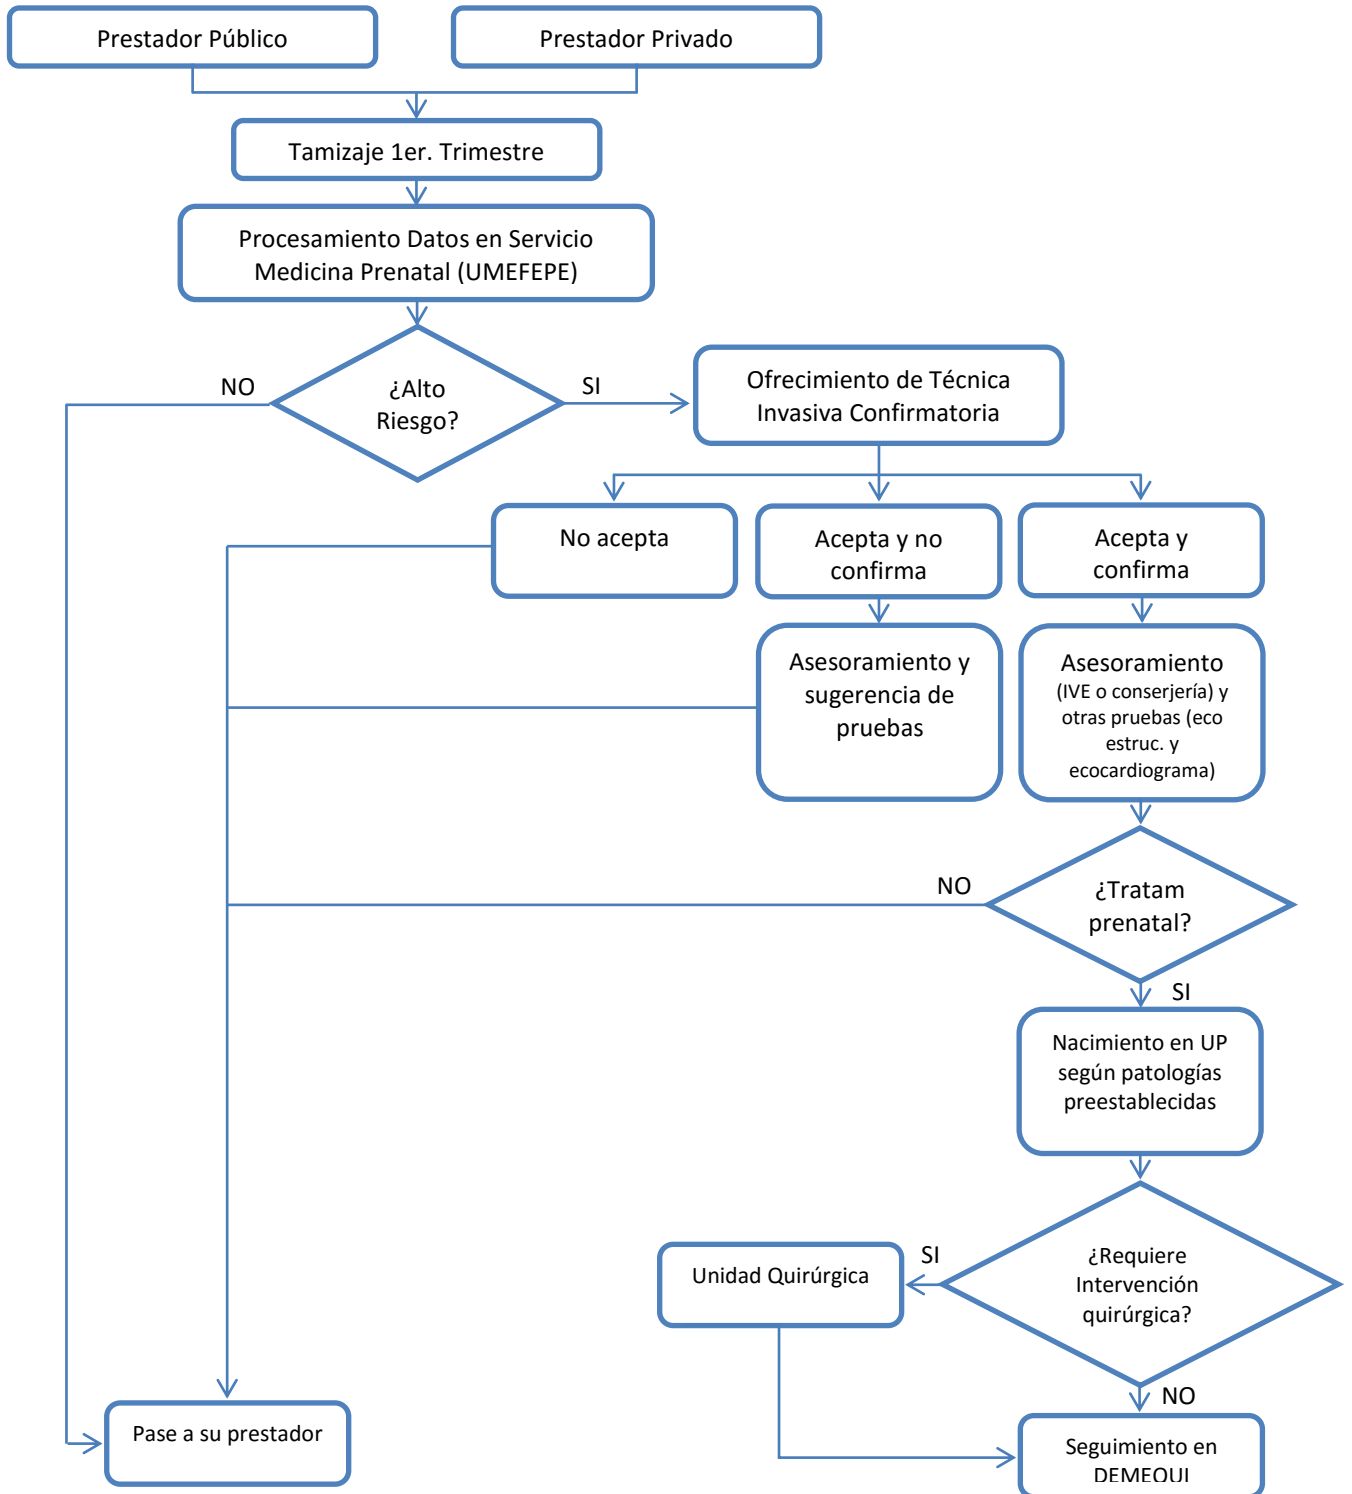 Prestador Público
Prestador Privado
Tamizaje 1er. Trimestre
Procesamiento Datos en Servicio
Medicina Prenatal (UMEFEPE)
NO
¿Alto
Riesgo?
SI
Ofrecimiento de Técnica
Invasiva Confirmatoria
No acepta
Acepta y no
confirma
Acepta y
confirma
Asesoramiento y
sugerencia de
pruebas
Asesoramiento
(IVE o conserjería) y
otras pruebas (eco
estruc. y
ecocardiograma)
NO
¿Tratam
prenatal?
SI
Nacimiento en UP
según patologías
preestablecidas
Unidad Quirúrgica
SI
¿Requiere
Intervención
quirúrgica?
NO
Pase a su prestador
Seguimiento en
DEMEQUI